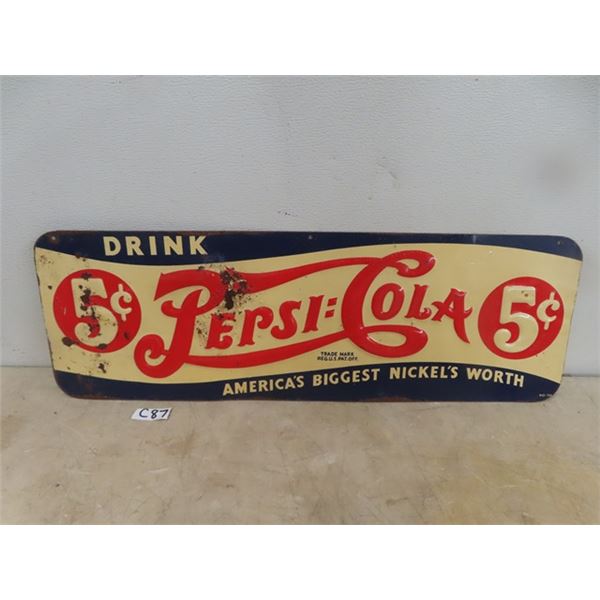 DRINK
5¢ PEPSI=COLA 5¢
TRADE MARK
REG.U.S.PAT.OFF.
AMERICA'S BIGGEST NICKEL'S WORTH
C87